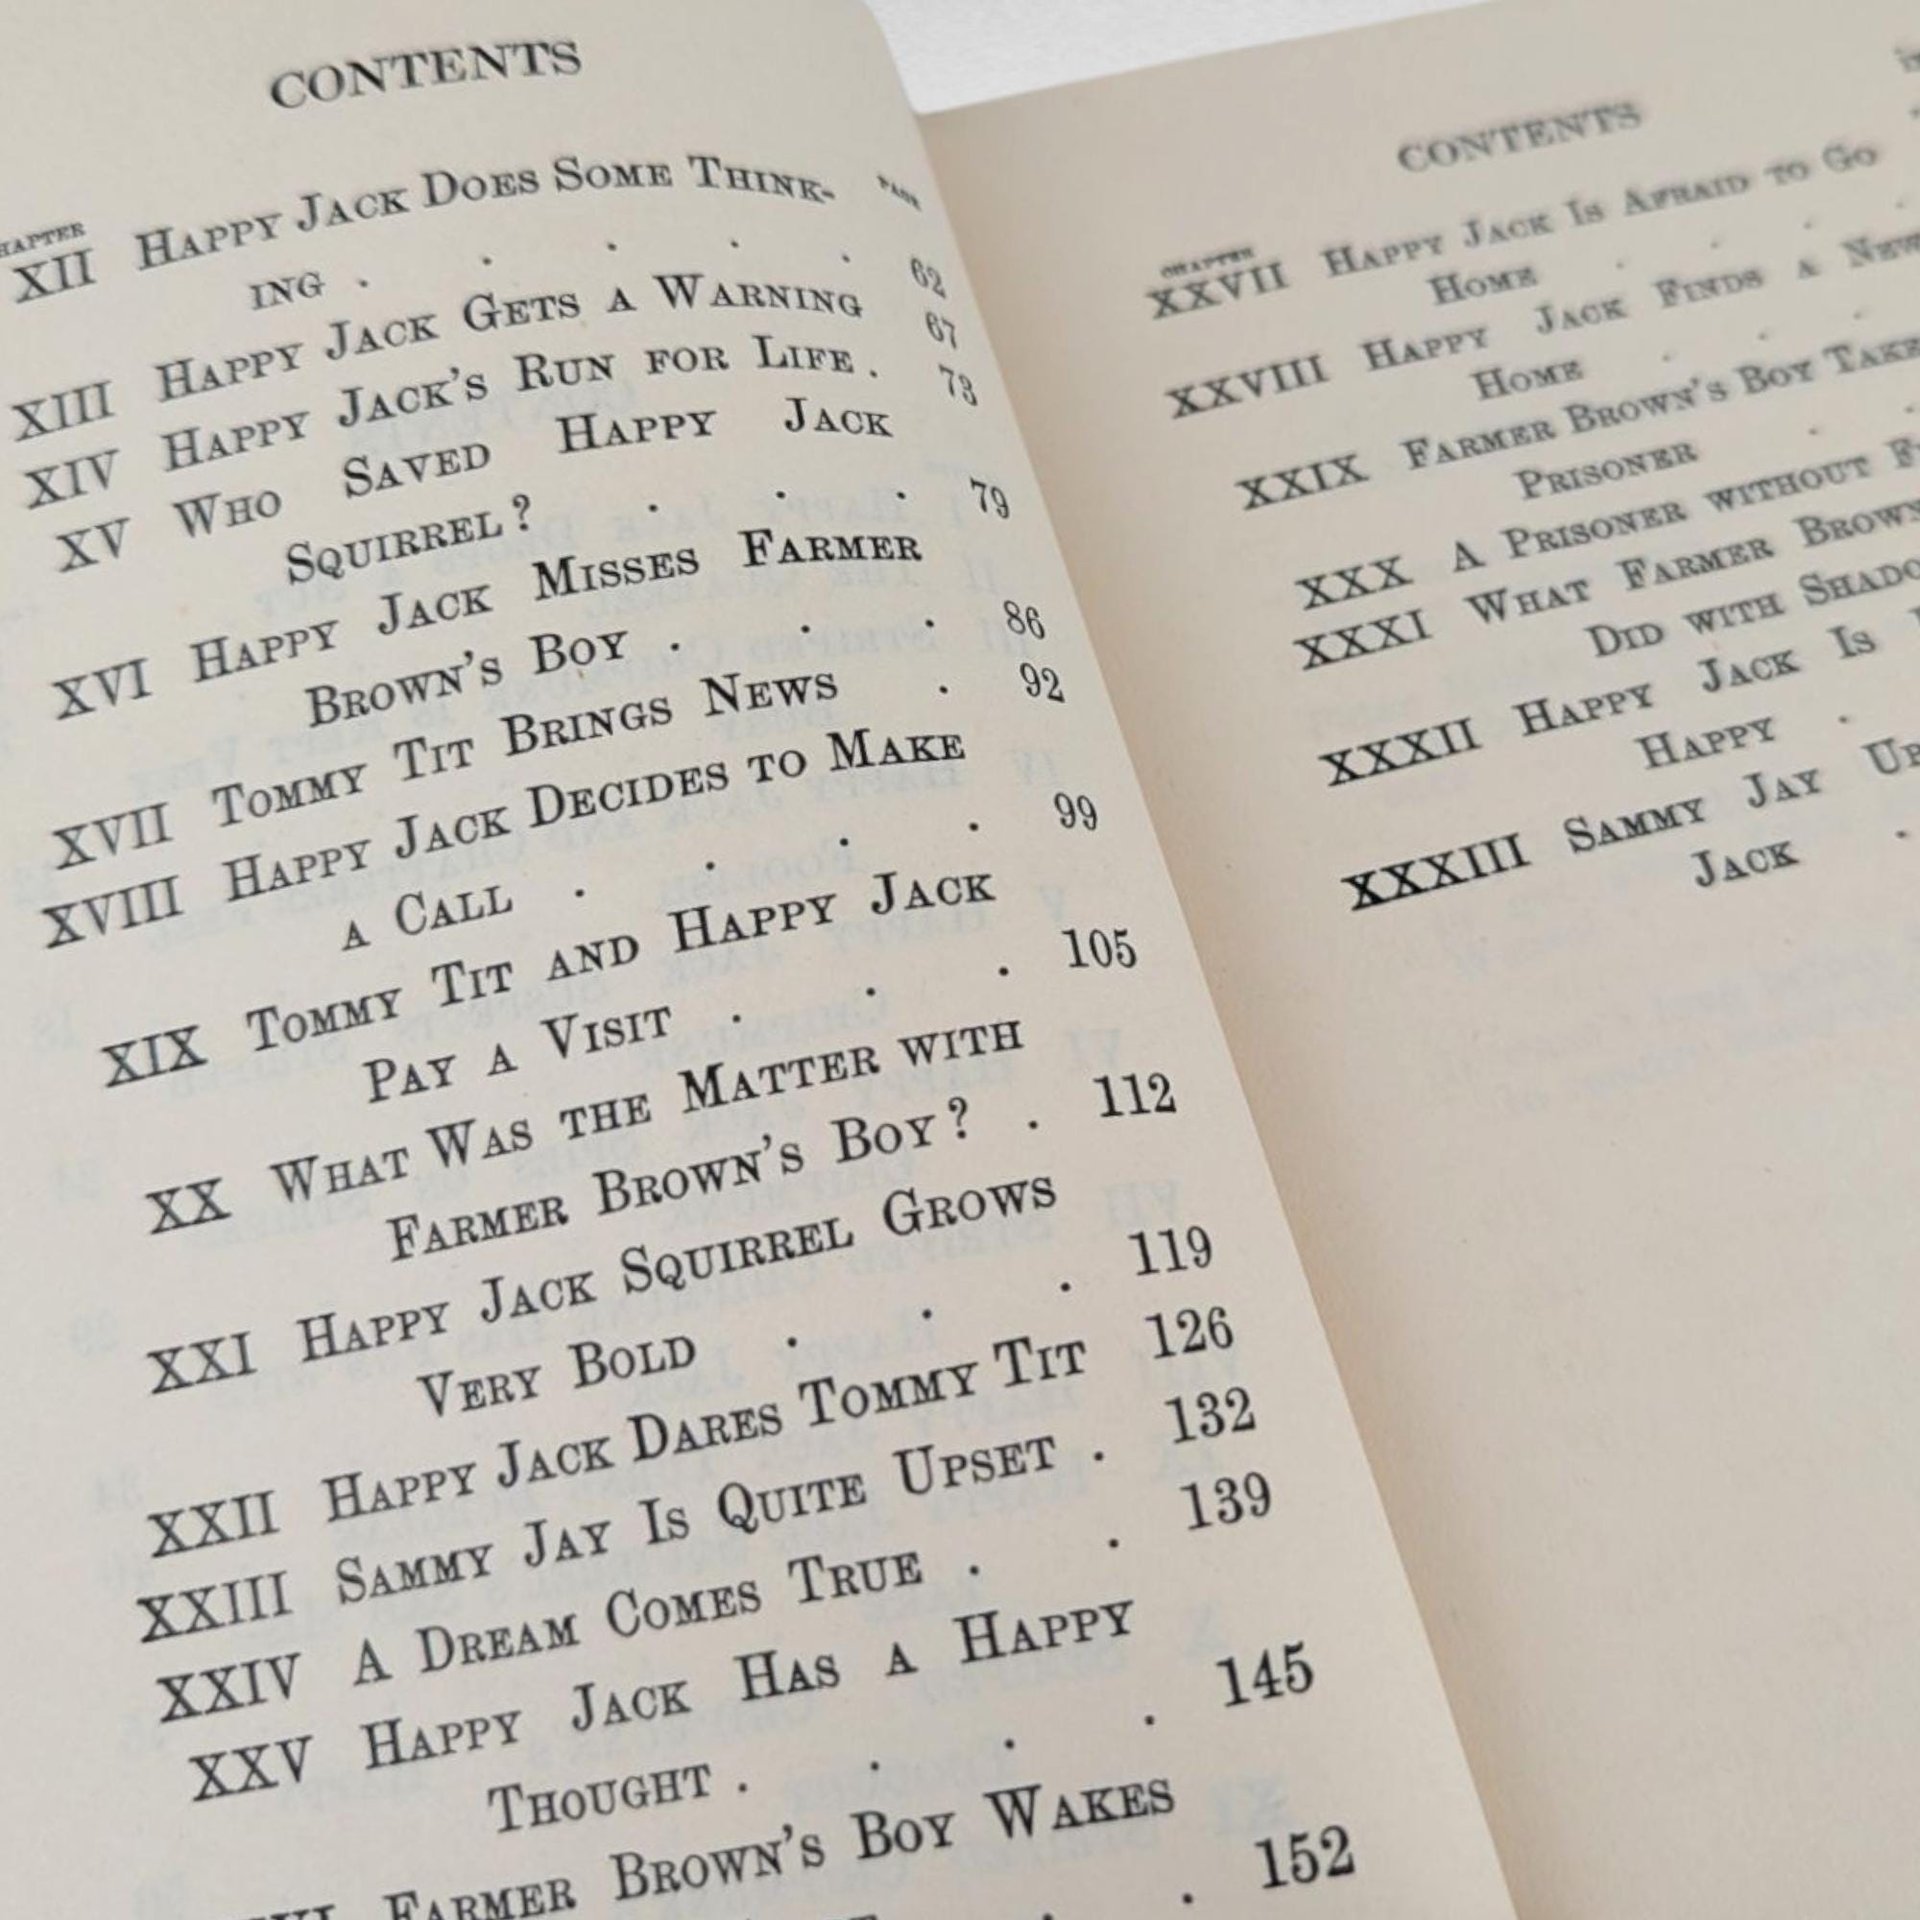 CONTENTS
PAGE
XII HAPPY JACK DOES SOME THINK-
ING . . . . . 62
XIII HAPPY JACK GETS A WARNING 67
XIV HAPPY JACK'S RUN FOR LIFE . 73
XV WHO SAVED HAPPY JACK
SQUIRREL? . . . 79
XVI HAPPY JACK MISSES FARMER
BROWN'S BOY . . . 86
XVII TOMMY TIT BRINGS NEWS . 92
XVIII HAPPY JACK DECIDES TO MAKE
A CALL . . . . 99
XIX TOMMY TIT AND HAPPY JACK
PAY A VISIT . . . 105
XX WHAT WAS THE MATTER WITH
FARMER BROWN'S BOY? . 112
XXI HAPPY JACK SQUIRREL GROWS
VERY BOLD . . . 119
XXII HAPPY JACK DARES TOMMY TIT 126
XXIII SAMMY JAY IS QUITE UPSET . 132
XXIV A DREAM COMES TRUE . . 139
XXV HAPPY JACK HAS A HAPPY
THOUGHT . . . . 145
FARMER BROWN'S BOY WAKES
. . 152
CONTENTS
CHAPTER
XXVII HAPPY JACK IS AFRAID TO GO
HOME . . . .
XXVIII HAPPY JACK FINDS A NEW
HOME . . .
XXIX FARMER BROWN'S BOY
PRISONER . .
XXX A PRISONER WITHOUT
XXXI WHAT FARMER BROWN
DID WITH
XXXII HAPPY JACK IS
HAPPY .
XXXIII SAMMY JAY
JACK .